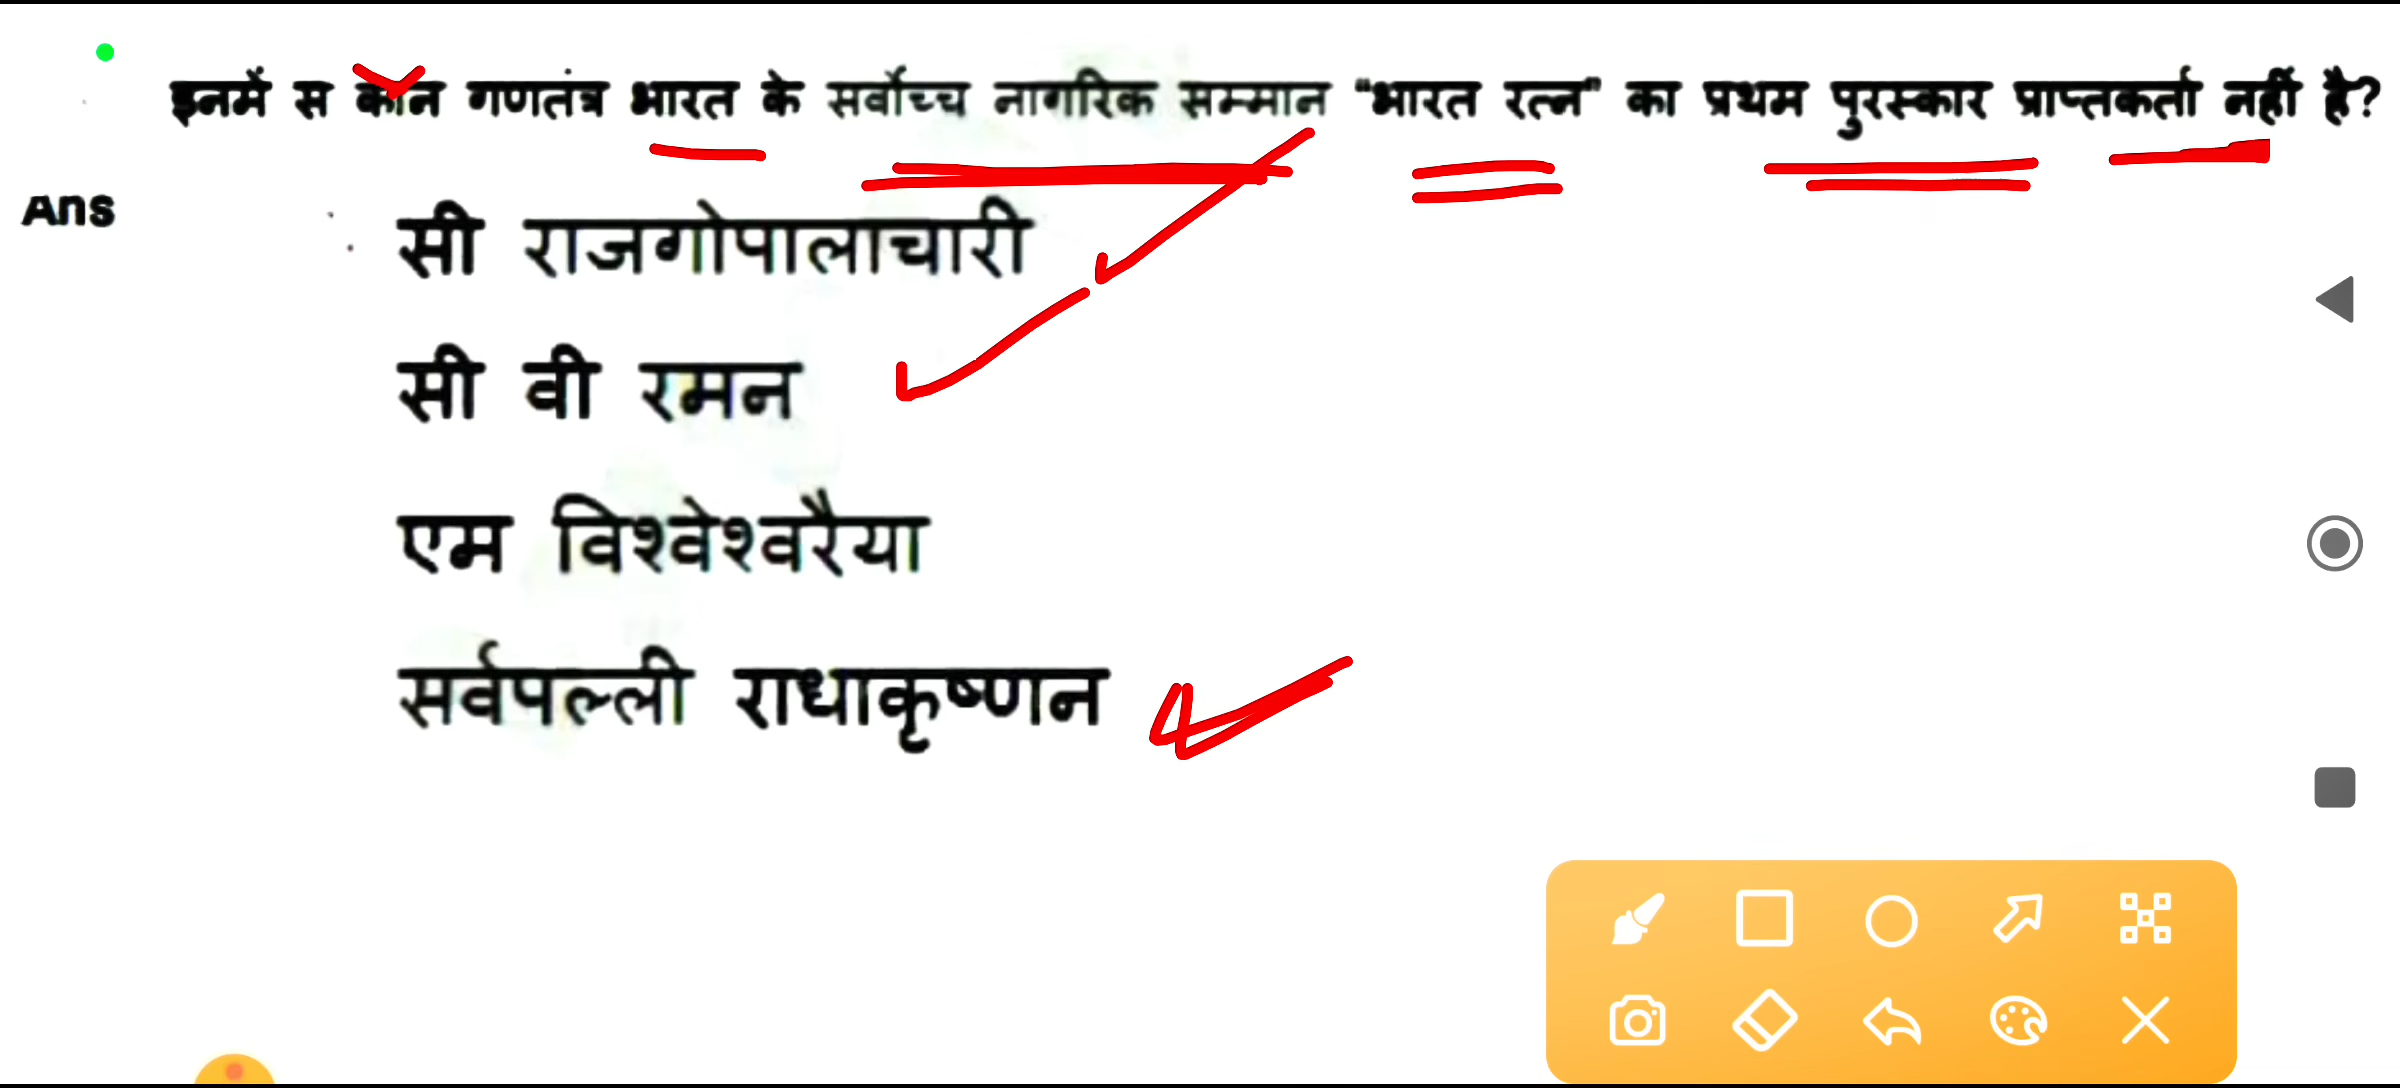 इनमें स कौन गणतंत्र भारत के सर्वोच्च नागरिक सम्मान "भारत रत्न" का प्रथम पुरस्कार प्राप्तकर्ता नहीं है?
Ans
सी राजगोपालाचारी
सी वी रमन
एम विश्वेश्वरैया
सर्वपल्ली राधाकृष्णन